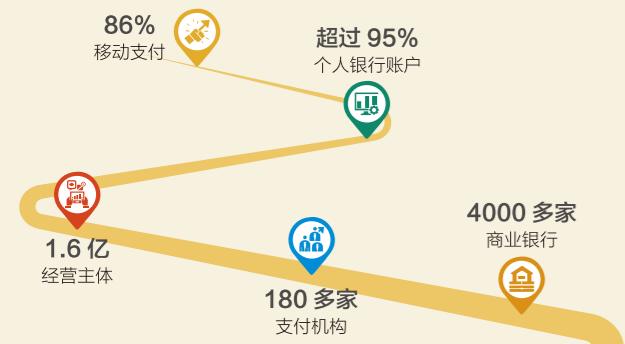 86%
移动支付
超过 95%
个人银行账户
1.6 亿
经营主体
180 多家
支付机构
4000 多家
商业银行